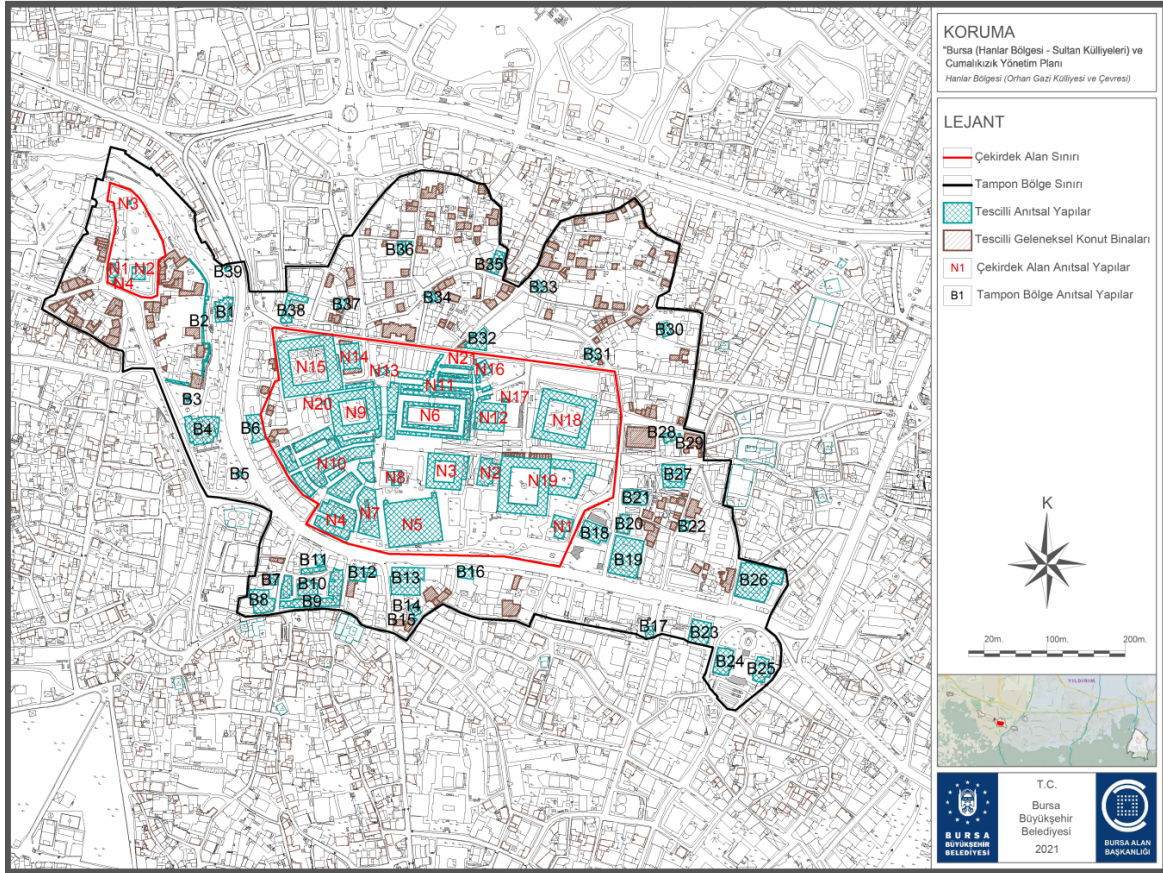 KORUMA
"Bursa (Hanlar Bölgesi - Sultan Külliyeleri) ve
Cumalıkızık Yönetim Planı
Hanlar Bölgesi (Orhan Gazi Külliyesi ve Çevresi)
LEJANT
Çekirdek Alan Sınırı
Tampon Bölge Sınırı
Tescilli Anıtsal Yapılar
Tescilli Geleneksel Konut Binaları
N1 Çekirdek Alan Anıtsal Yapılar
B1 Tampon Bölge Anıtsal Yapılar
K
20m. 100m. 200m.
YILDIRIM
BURSA
BÜYÜKŞEHİR
BELEDİYESİ
T.C.
Bursa
Büyükşehir
Belediyesi
2021
BURSA ALAN
BAŞKANLIĞI
N3
N1 N2
N4
B39
B1
B2
B3
B4
B5
B6
B38
B37
B36
B35
B34
B33
B32
B31
B30
N15
N14
N13
N21
N16
N11
N20
N9
N6
N12
N17
N18
N10
N8
N3
N2
N19
N4
N7
N5
N1
B28
B29
B27
B21
B20
B22
B18
B19
B26
B11
B7
B10
B12
B13
B16
B8
B9
B14
B15
B17
B23
B24
B25